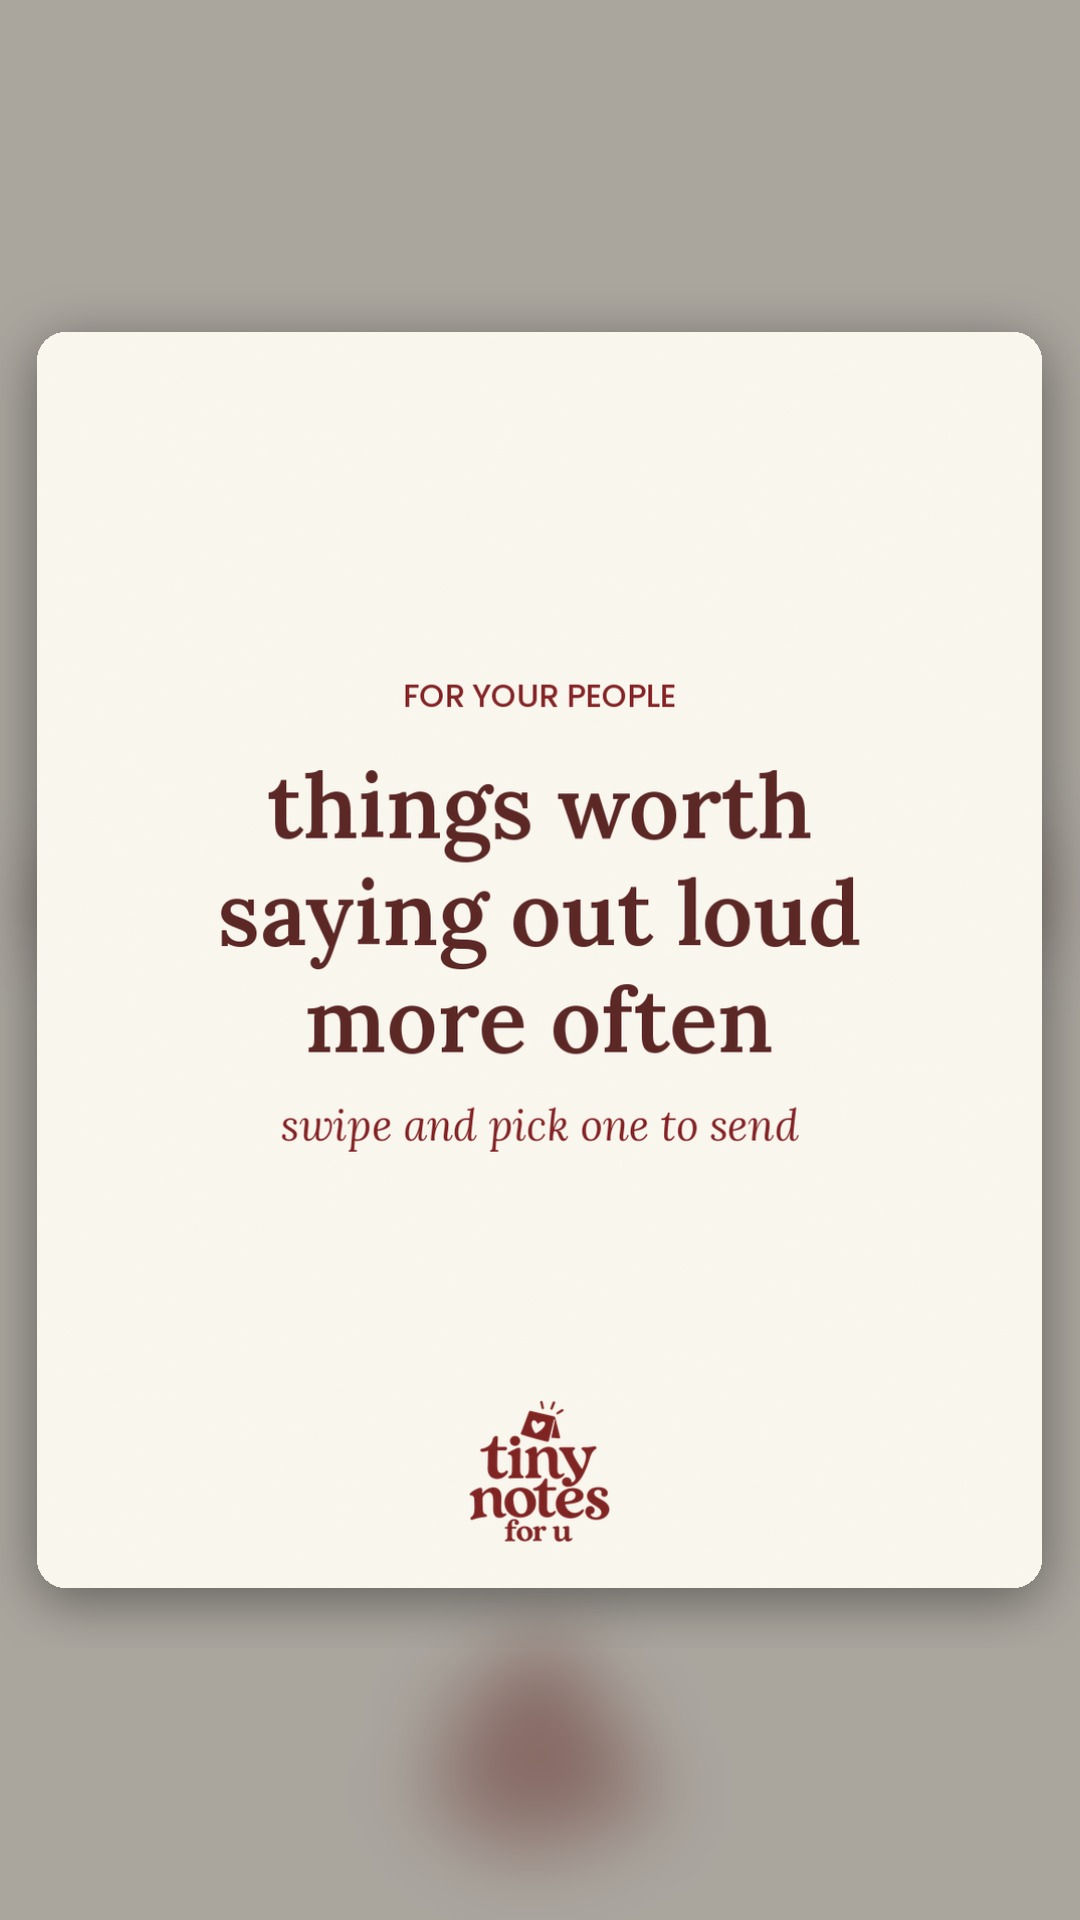 FOR YOUR PEOPLE
things worth
saying out loud
more often
swipe and pick one to send
tiny
notes
for u